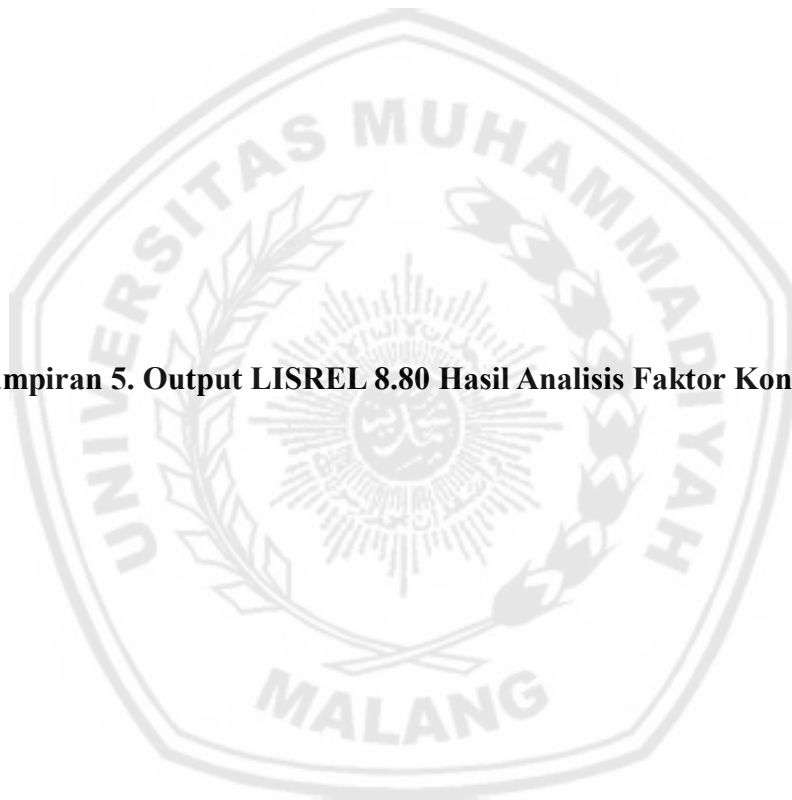 UNIVERSITAS MUHAMMADIYAH
mpiran 5. Output LISREL 8.80 Hasil Analisis Faktor Kon
MALANG